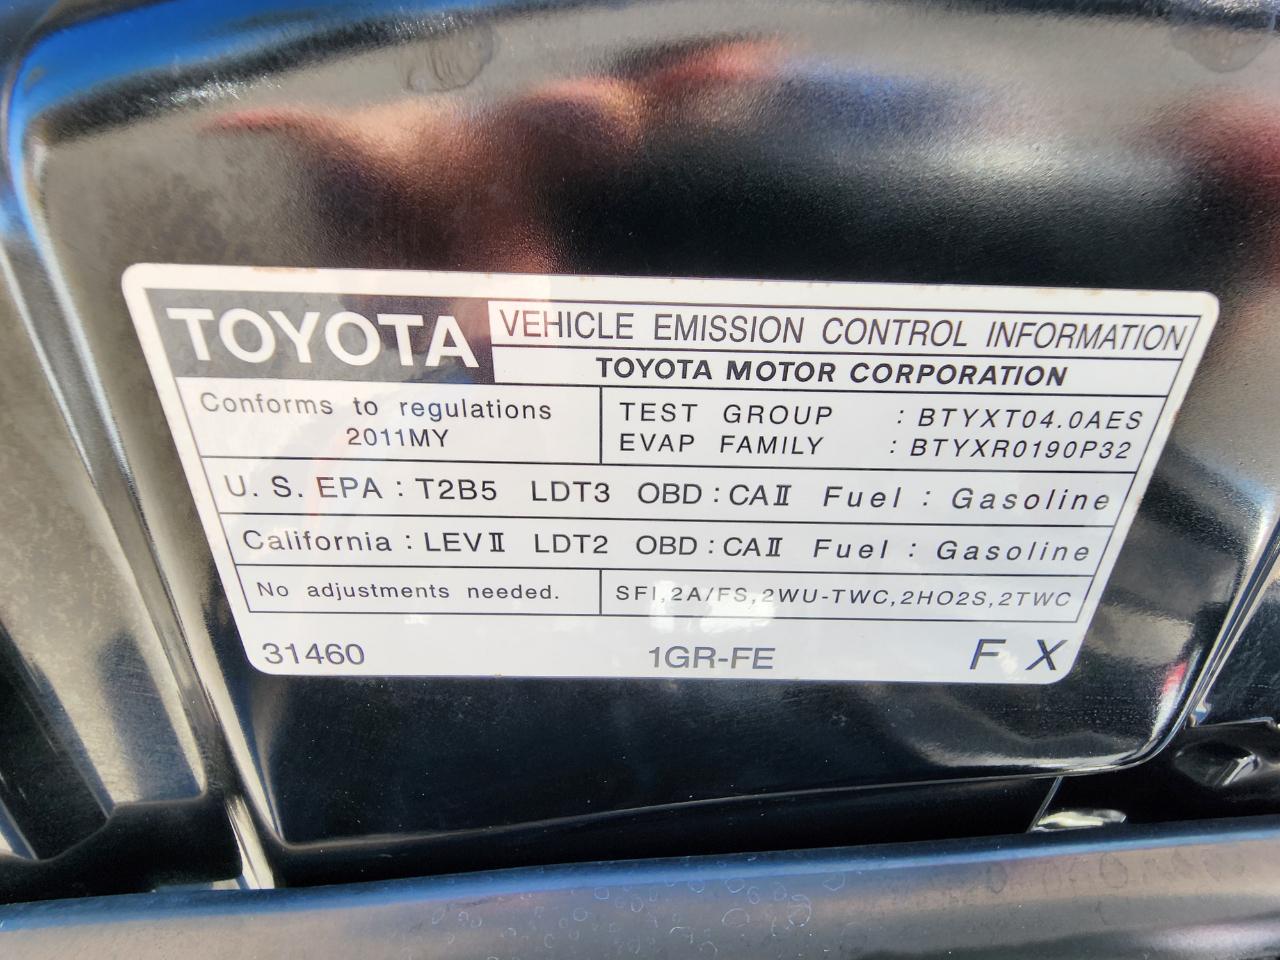 TOYOTA
VEHICLE EMISSION CONTROL INFORMATION
TOYOTA MOTOR CORPORATION
Conforms to regulations
2011MY
TEST GROUP : BTYXT04.0AES
EVAP FAMILY : BTYXR0190P32
U. S. EPA : T2B5 LDT3 OBD : CAⅡ Fuel : Gasoline
California : LEVⅡ LDT2 OBD : CAⅡ Fuel : Gasoline
No adjustments needed.
SFI,2A/FS,2WU-TWC,2HO2S,2TWC
31460
1GR-FE
F X